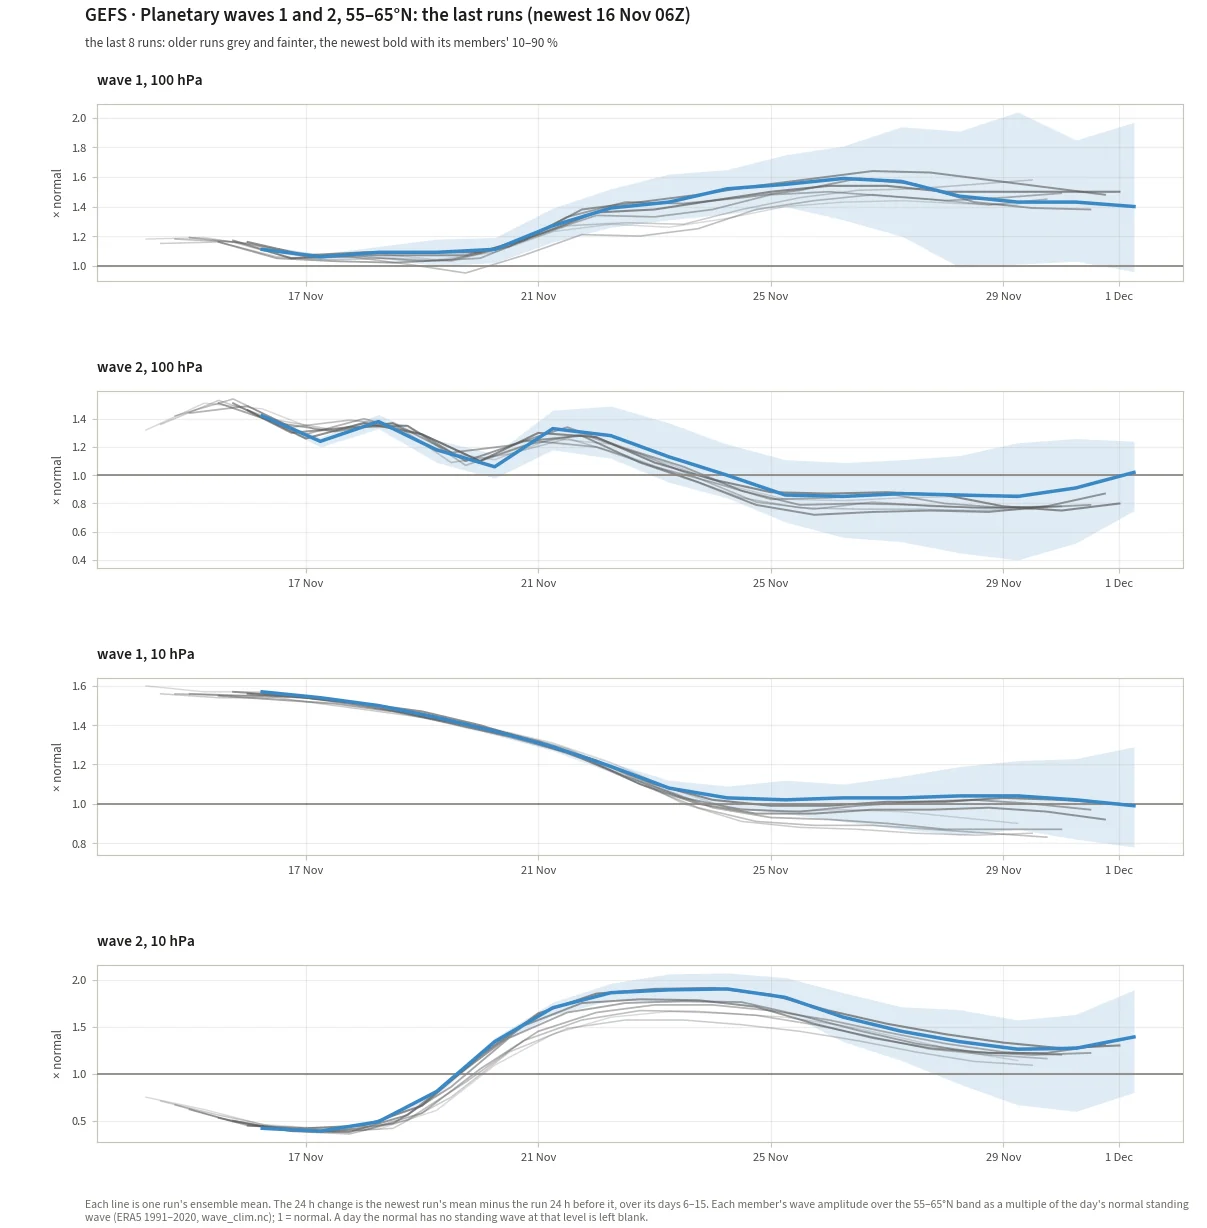 GEFS · Planetary waves 1 and 2, 55–65°N: the last runs (newest 16 Nov 06Z)
the last 8 runs: older runs grey and fainter, the newest bold with its members' 10–90 %
wave 1, 100 hPa
2.0
1.8
1.6
1.4
1.2
1.0
× normal
17 Nov
21 Nov
25 Nov
29 Nov
1 Dec
wave 2, 100 hPa
1.4
1.2
1.0
0.8
0.6
0.4
× normal
17 Nov
21 Nov
25 Nov
29 Nov
1 Dec
wave 1, 10 hPa
1.6
1.4
1.2
1.0
0.8
× normal
17 Nov
21 Nov
25 Nov
29 Nov
1 Dec
wave 2, 10 hPa
2.0
1.5
1.0
0.5
× normal
17 Nov
21 Nov
25 Nov
29 Nov
1 Dec
Each line is one run's ensemble mean. The 24 h change is the newest run's mean minus the run 24 h before it, over its days 6–15. Each member's wave amplitude over the 55–65°N band as a multiple of the day's normal standing
wave (ERA5 1991–2020, wave_clim.nc); 1 = normal. A day the normal has no standing wave at that level is left blank.